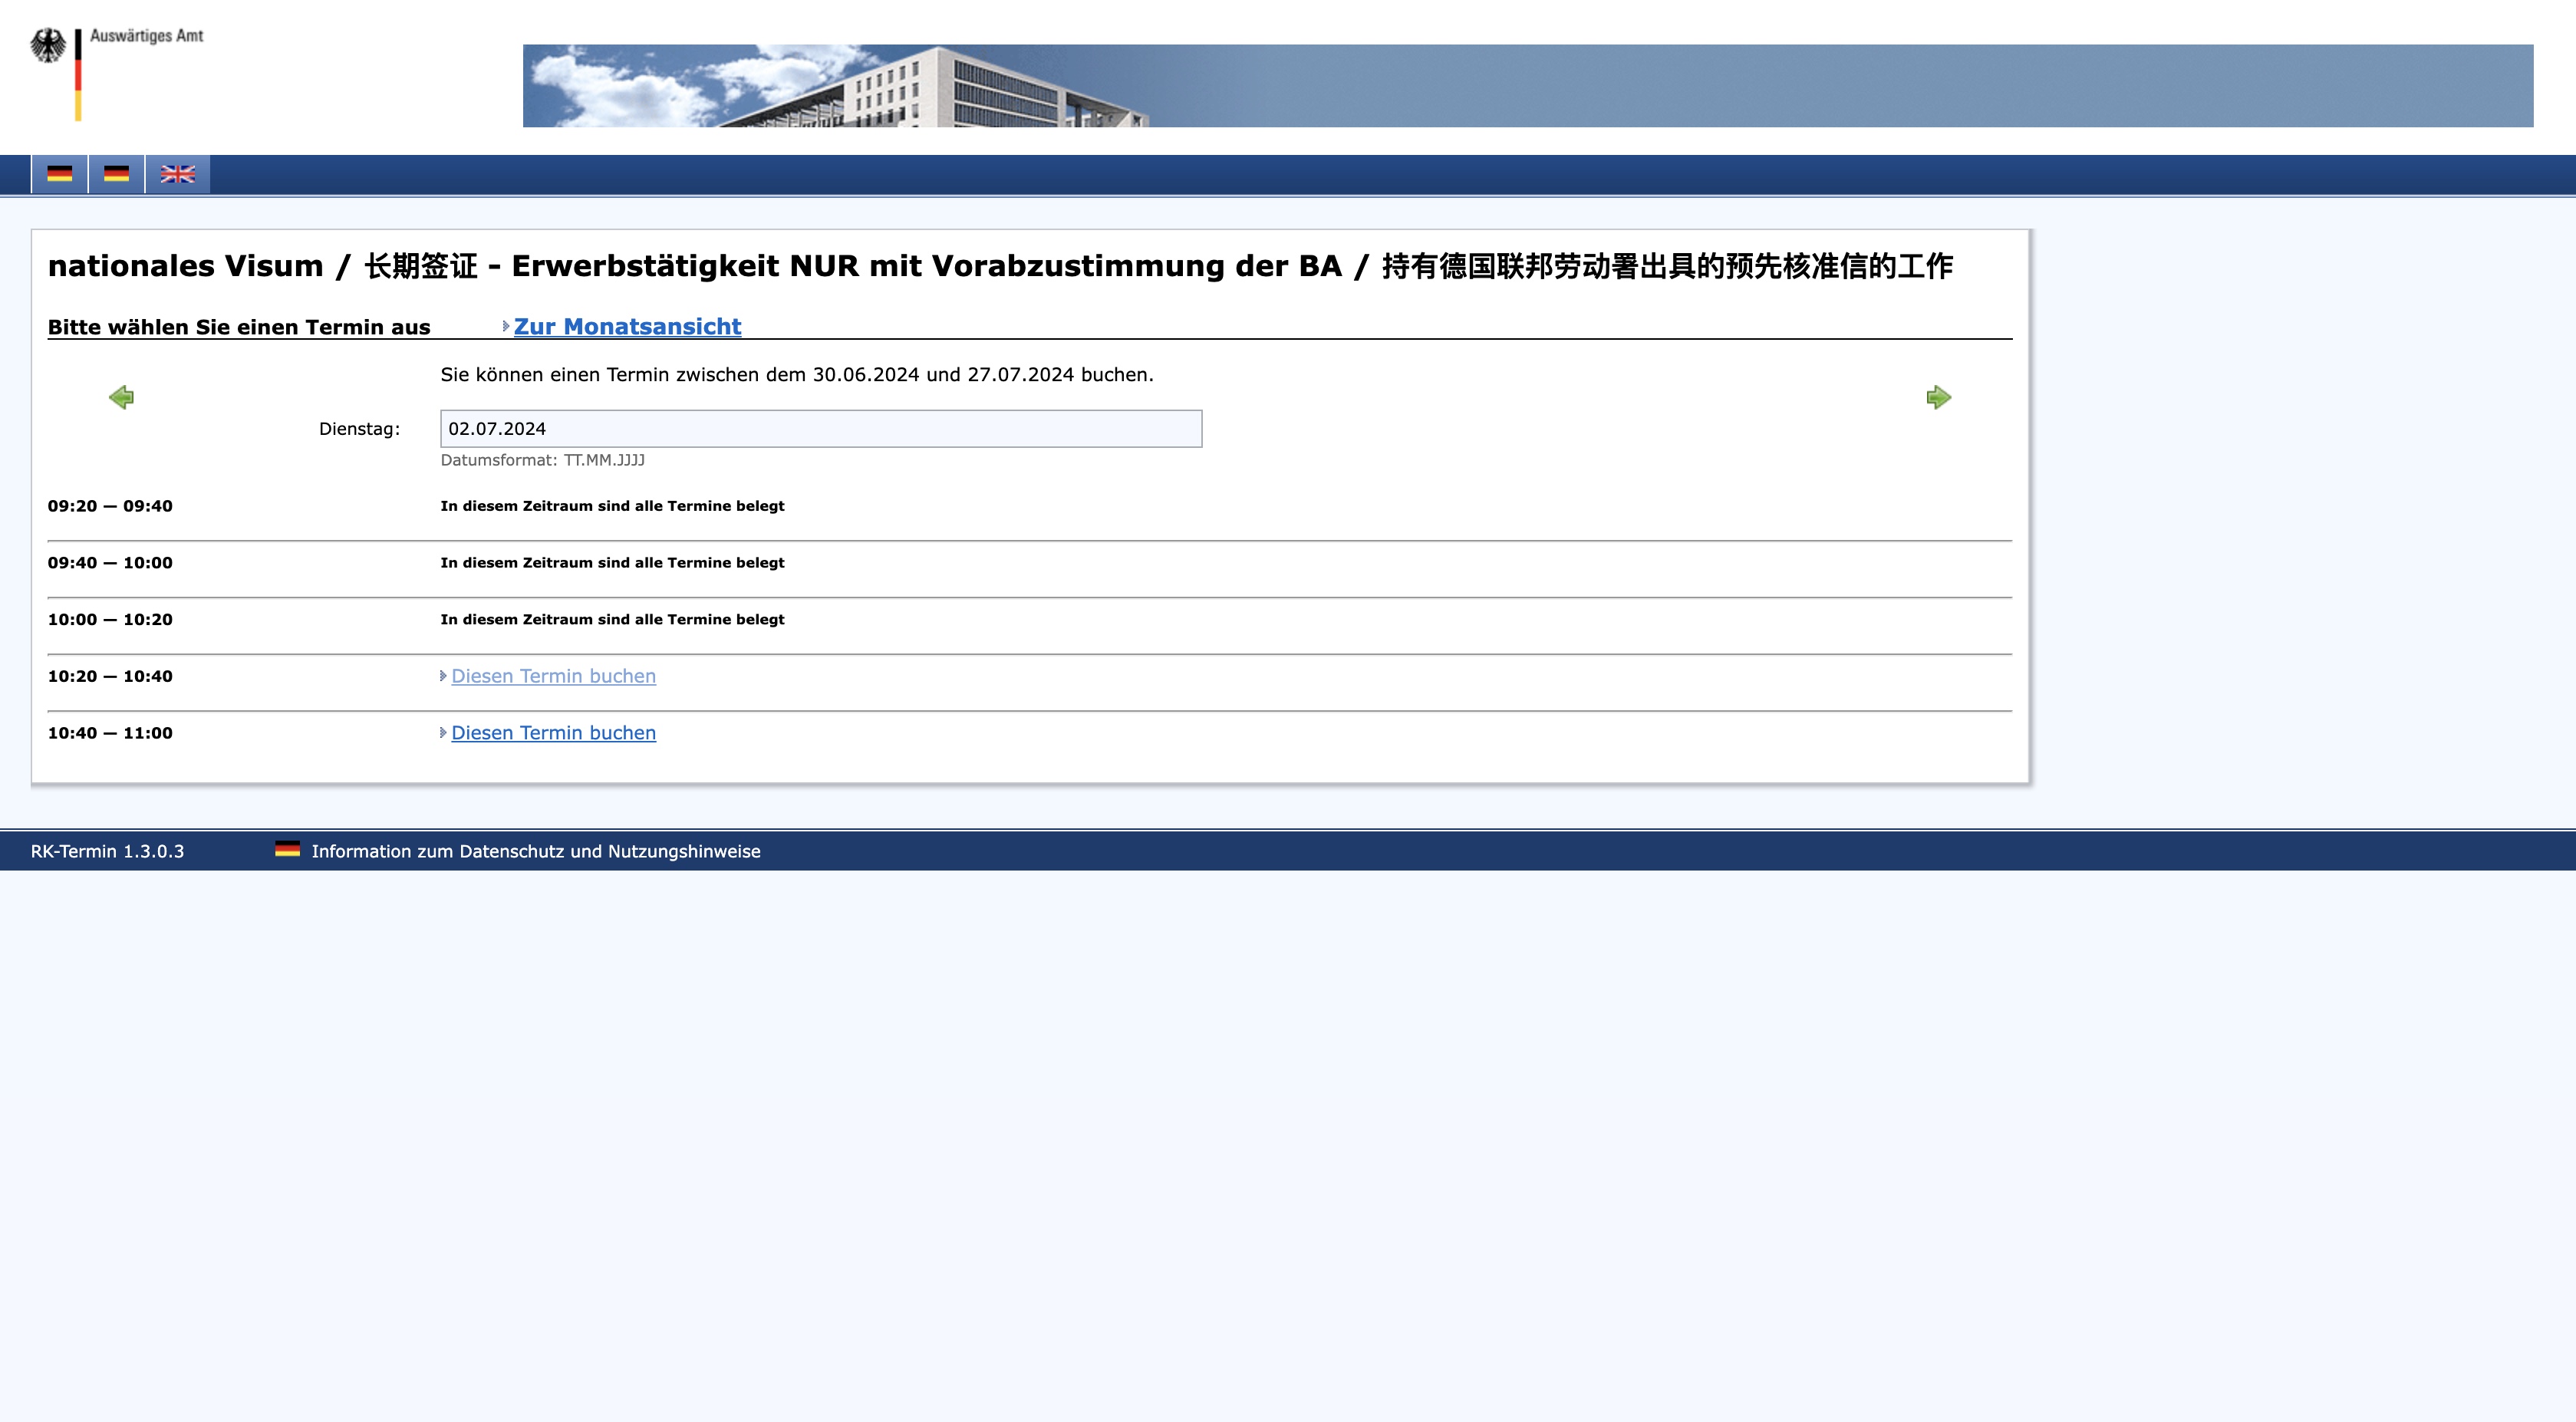 Auswärtiges Amt
nationales Visum / 长期签证 - Erwerbstätigkeit NUR mit Vorabzustimmung der BA / 持有德国联邦劳动署出具的预先核准信的工作
Bitte wählen Sie einen Termin aus Zur Monatsansicht
Sie können einen Termin zwischen dem 30.06.2024 und 27.07.2024 buchen.
Dienstag: 02.07.2024
Datumsformat: TT.MM.JJJJ
09:20 — 09:40 In diesem Zeitraum sind alle Termine belegt
09:40 — 10:00 In diesem Zeitraum sind alle Termine belegt
10:00 — 10:20 In diesem Zeitraum sind alle Termine belegt
10:20 — 10:40 Diesen Termin buchen
10:40 — 11:00 Diesen Termin buchen
RK-Termin 1.3.0.3 Information zum Datenschutz und Nutzungshinweise